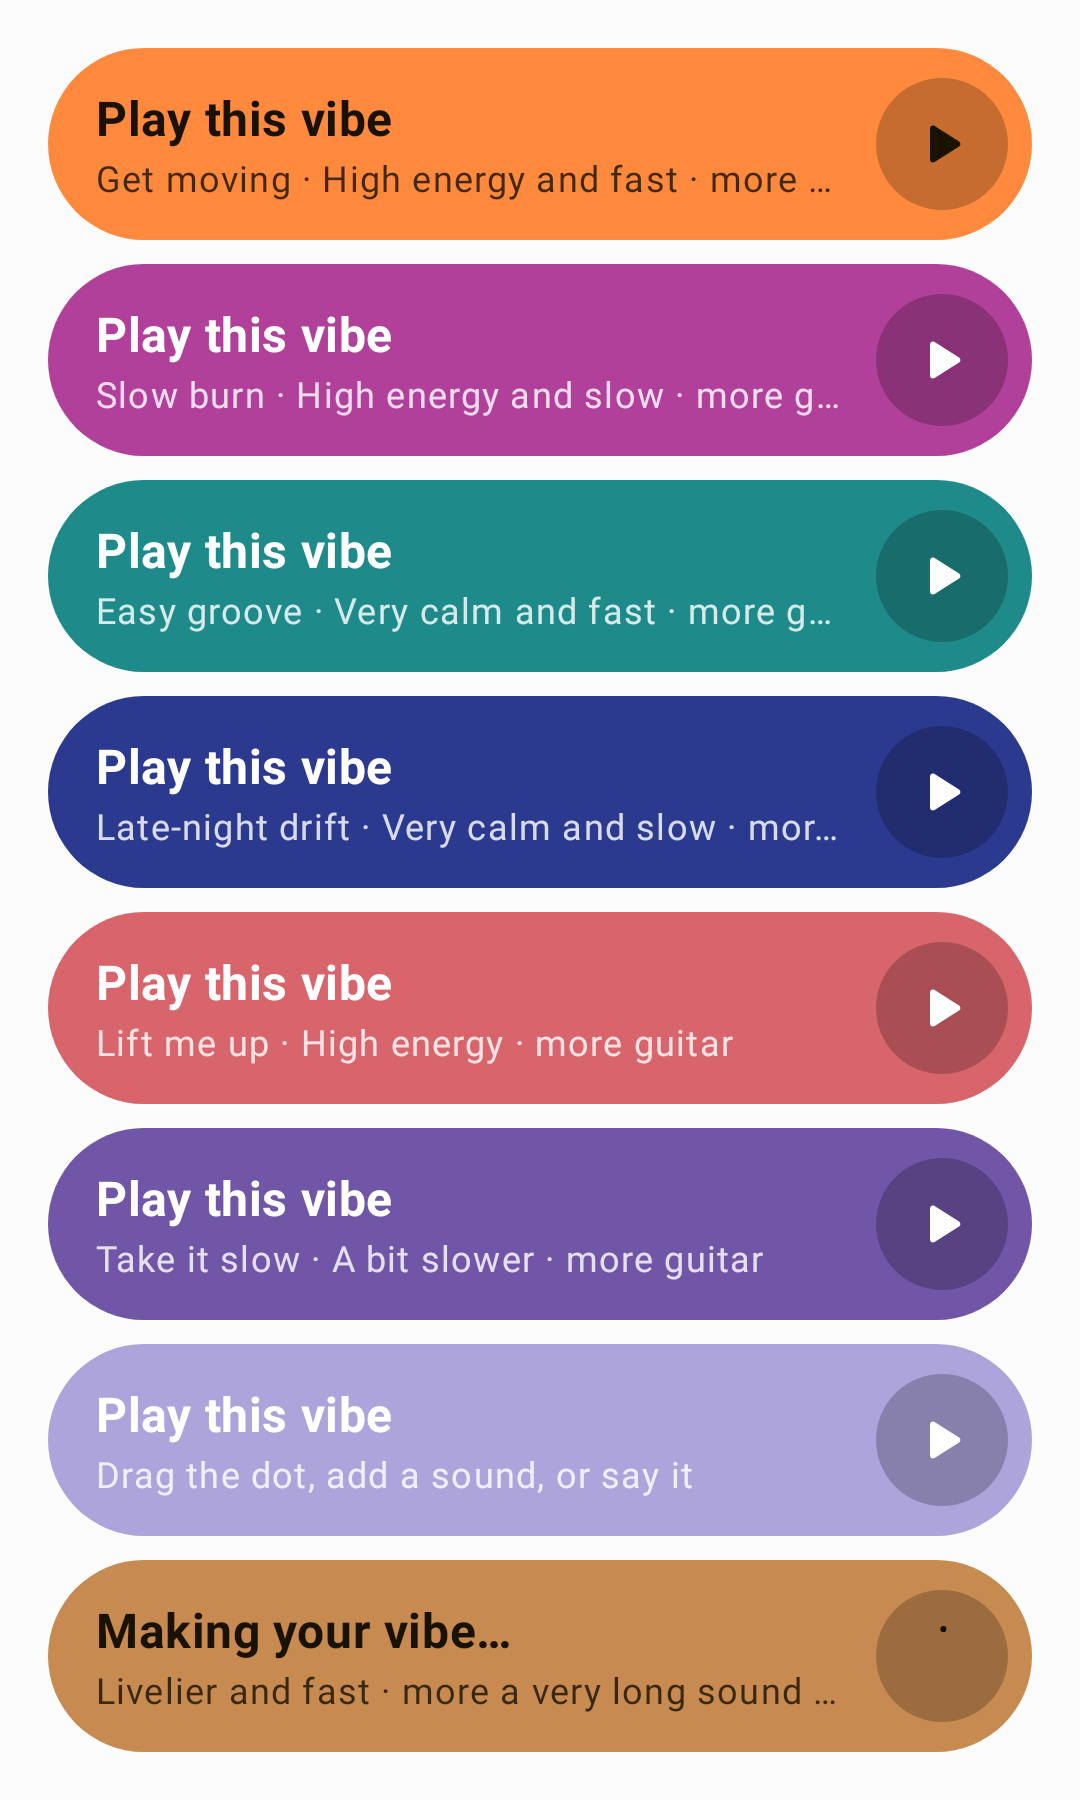 Play this vibe
Get moving · High energy and fast · more …
Play this vibe
Slow burn · High energy and slow · more g…
Play this vibe
Easy groove · Very calm and fast · more g…
Play this vibe
Late-night drift · Very calm and slow · mor…
Play this vibe
Lift me up · High energy · more guitar
Play this vibe
Take it slow · A bit slower · more guitar
Play this vibe
Drag the dot, add a sound, or say it
Making your vibe…
Livelier and fast · more a very long sound …